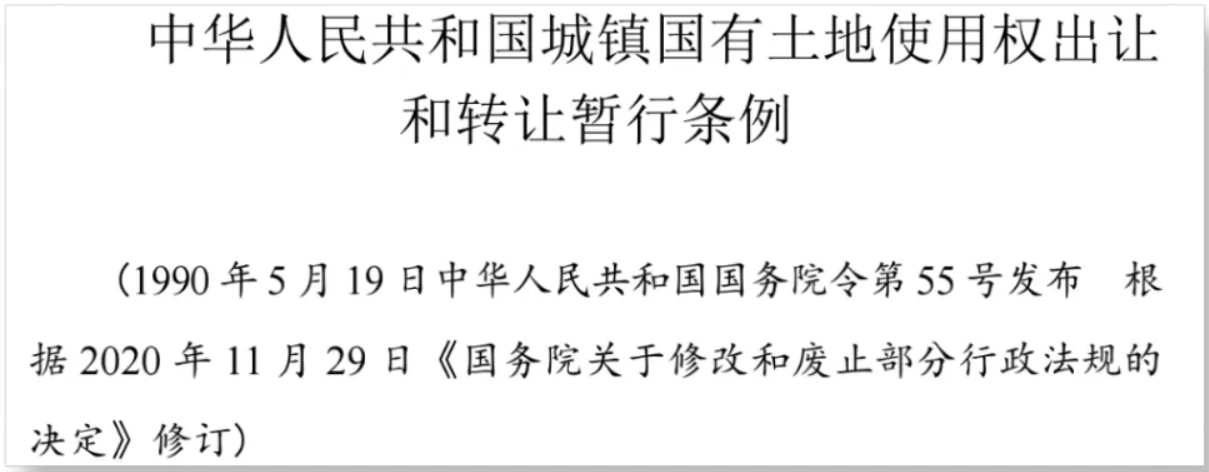 中华人民共和国城镇国有土地使用权出让
和转让暂行条例
（1990 年 5 月 19 日中华人民共和国国务院令第 55 号发布　根
据 2020 年 11 月 29 日《国务院关于修改和废止部分行政法规的
决定》修订）